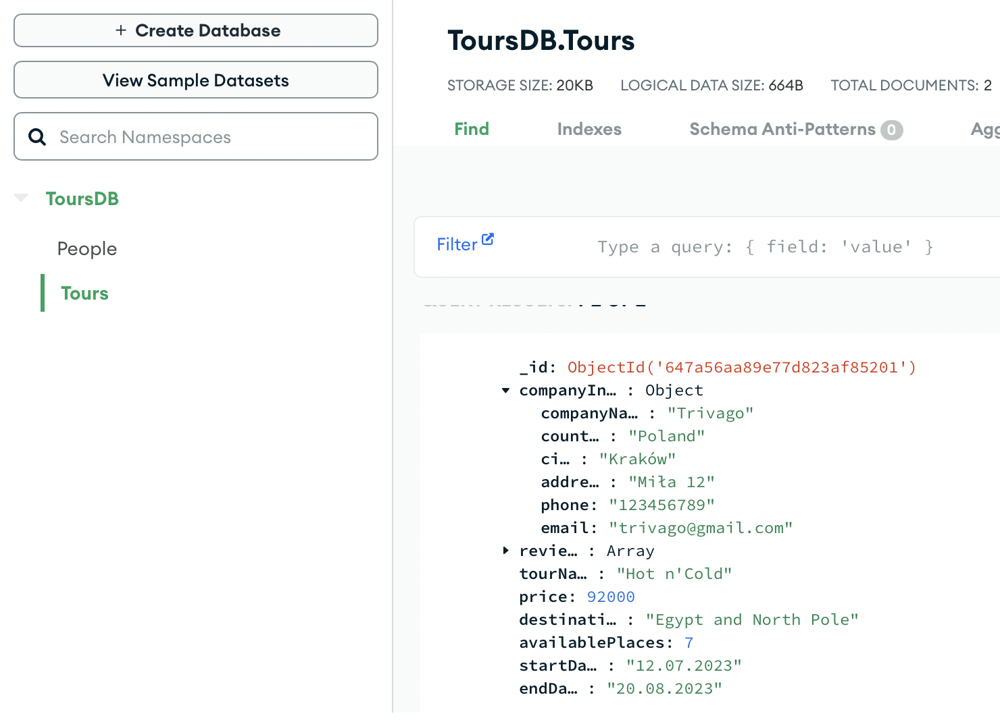 + Create Database
View Sample Datasets
Search Namespaces
ToursDB
People
Tours
ToursDB.Tours
STORAGE SIZE: 20KB LOGICAL DATA SIZE: 664B TOTAL DOCUMENTS: 2
Find Indexes Schema Anti-Patterns 0 Agg
Filter Type a query: { field: 'value' }
_id: ObjectId('647a56aa89e77d823af85201')
companyIn… : Object
companyNa… : "Trivago"
count… : "Poland"
ci… : "Kraków"
addre… : "Miła 12"
phone: "123456789"
email: "trivago@gmail.com"
revie… : Array
tourNa… : "Hot n'Cold"
price: 92000
destinati… : "Egypt and North Pole"
availablePlaces: 7
startDa… : "12.07.2023"
endDa… : "20.08.2023"